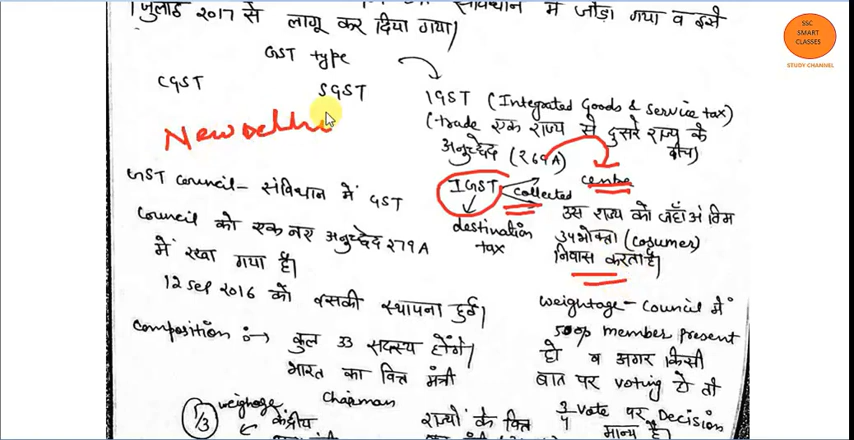 जुलाई 2017 से लागू कर दिया गया।
संविधान में जोड़ा गया व इसे
SSC
SMART
CLASSES
STUDY CHANNEL
GST type
CGST
SGST
IGST (Integrated Goods & Service tax)
(trade एक राज्य से दुसरे राज्य के बीच)
अनुच्छेद (269A)
New Delhi
IGST
collected
centre
destination
tax
उस राज्य को जहाँ अंतिम
उपभोक्ता (cosumer)
निवास करता है।
GST Council - संविधान में GST
Council को एक नए अनुच्छेद 279A
में रखा गया है।
12 Sep 2016 को इसकी स्थापना हुई।
Composition :→ कुल 33 सदस्य होंगे।
भारत का वित्त मंत्री
Chairman
1/3
weighage
केंद्रीय
राज्यों के वित्त
weightage - Council में
50% member present
हो व अगर किसी
बात पर voting हो तो
3/4 vote पर Decision
मान्य है।